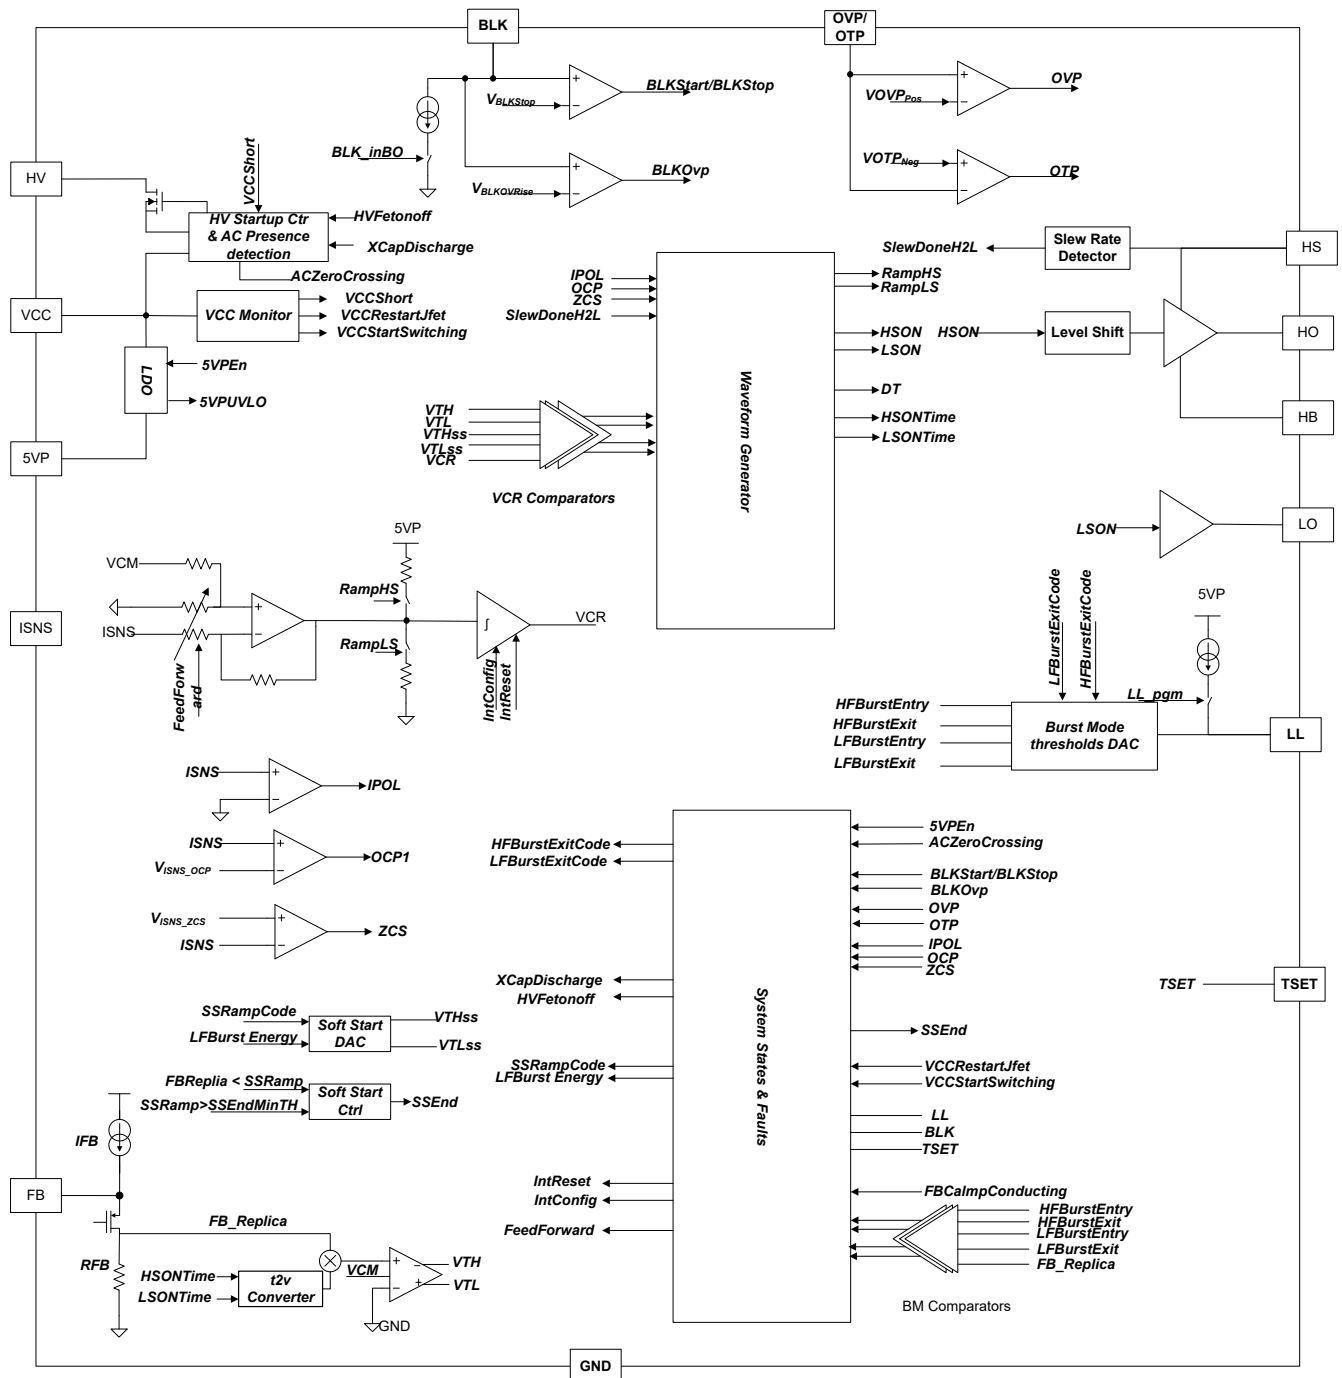 BLK
OVP/
OTP
BLKStart/BLKStop
VBLKStop
BLK_inBO
BLKOvp
VBLKOVRise
OVP
VOVPPos
VOTPNeg
OTP
HV
VCCShort
HV Startup Ctr
& AC Presence
detection
HVFetonoff
XCapDischarge
ACZeroCrossing
VCC
VCC Monitor
VCCShort
VCCRestartJfet
VCCStartSwitching
LDO
5VPEn
5VPUVLO
5VP
IPOL
OCP
ZCS
SlewDoneH2L
VTH
VTL
VTHss
VTLss
VCR
VCR Comparators
Waveform Generator
RampHS
RampLS
HSON
LSON
DT
HSONTime
LSONTime
SlewDoneH2L
Slew Rate
Detector
HS
HSON
Level Shift
HO
HB
LSON
LO
VCM
ISNS
ISNS
FeedForw
ard
+
−
5VP
RampHS
RampLS
∫
IntConfig
IntReset
VCR
LFBurstExitCode
HFBurstExitCode
5VP
LL_pgm
HFBurstEntry
HFBurstExit
LFBurstEntry
LFBurstExit
Burst Mode
thresholds DAC
LL
ISNS
IPOL
ISNS
VISNS_OCP
OCP1
VISNS_ZCS
ISNS
ZCS
SSRampCode
LFBurst Energy
Soft Start
DAC
VTHss
VTLss
FBReplia < SSRamp
SSRamp>SSEndMinTH
Soft Start
Ctrl
SSEnd
HFBurstExitCode
LFBurstExitCode
XCapDischarge
HVFetonoff
SSRampCode
LFBurst Energy
IntReset
IntConfig
FeedForward
System States & Faults
5VPEn
ACZeroCrossing
BLKStart/BLKStop
BLKOvp
OVP
OTP
IPOL
OCP
ZCS
SSEnd
VCCRestartJfet
VCCStartSwitching
LL
BLK
TSET
FBCalmpConducting
HFBurstEntry
HFBurstExit
LFBurstEntry
LFBurstExit
FB_Replica
BM Comparators
TSET
TSET
IFB
FB
FB_Replica
RFB
HSONTime
LSONTime
t2v
Converter
VCM
VTH
VTL
GND
GND